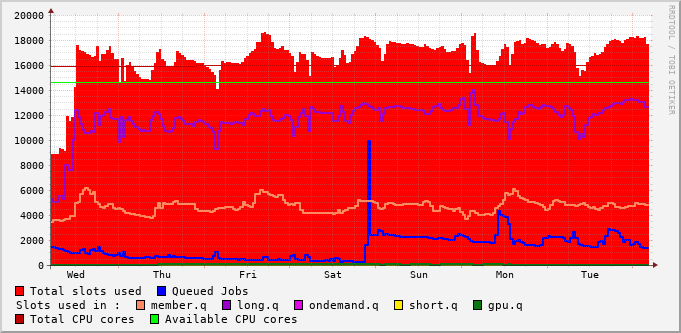 RRDTOOL / TOBI OETIKER
20000
18000
16000
14000
12000
10000
8000
6000
4000
2000
0
Wed Thu Fri Sat Sun Mon Tue
Total slots used Queued Jobs
Slots used in : member.q long.q ondemand.q short.q gpu.q
Total CPU cores Available CPU cores